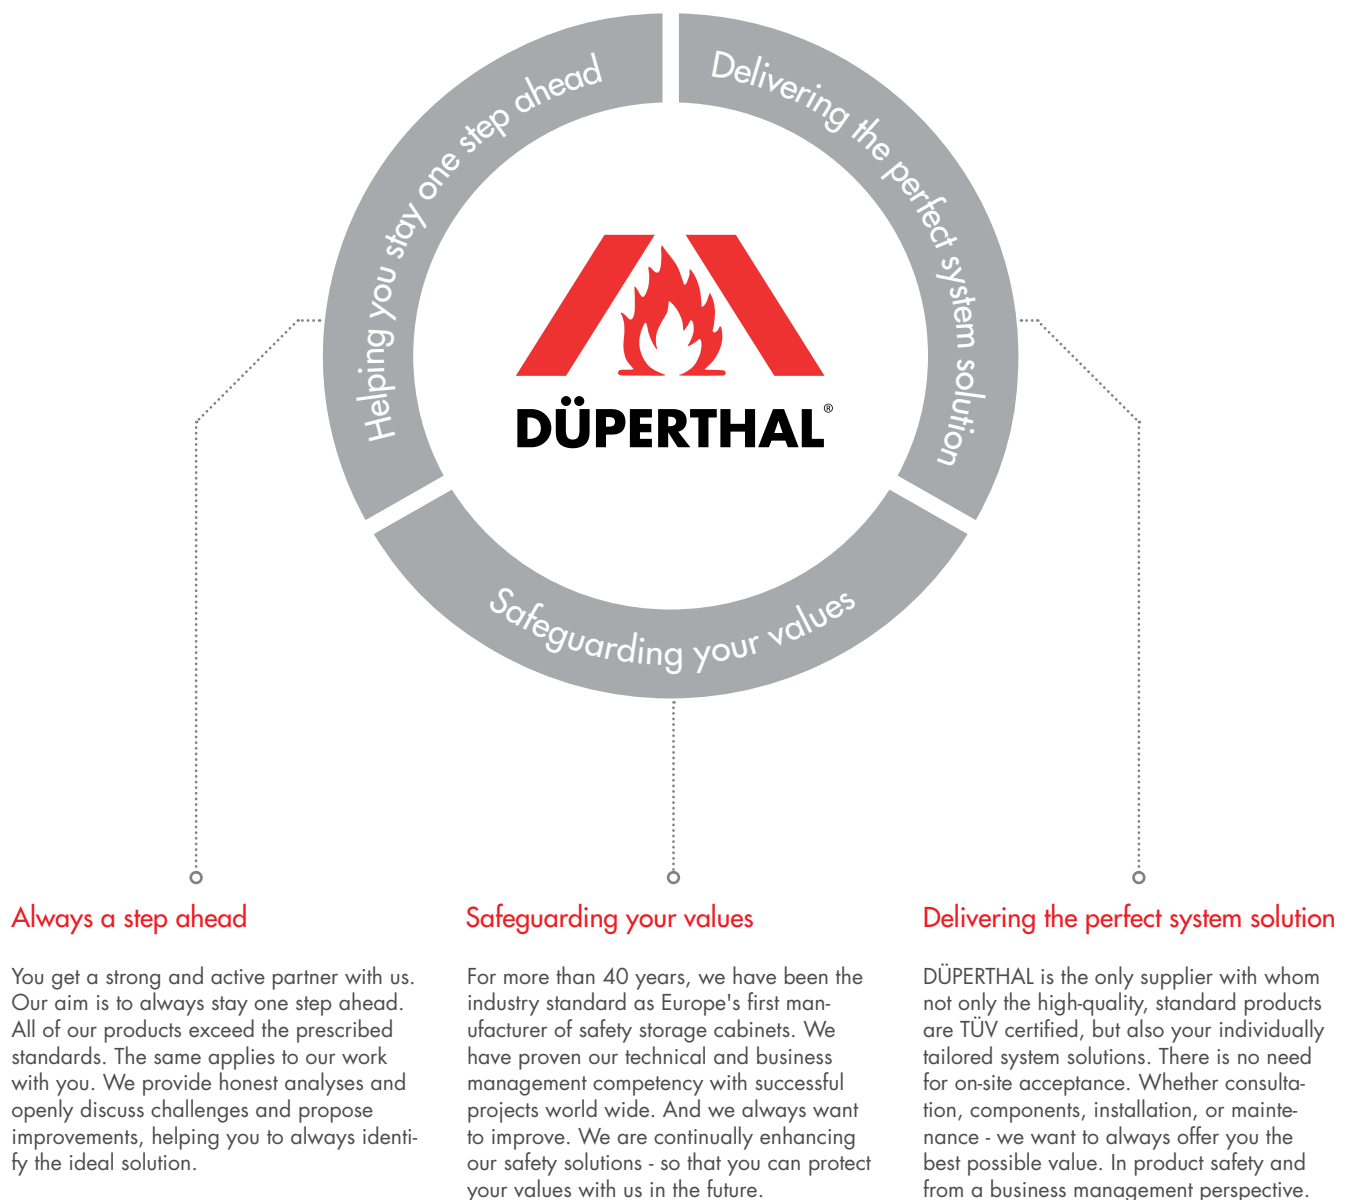 Helping you stay one step ahead
Delivering the perfect system solution
DÜPERTHAL®
Safeguarding your values
Always a step ahead
You get a strong and active partner with us.
Our aim is to always stay one step ahead.
All of our products exceed the prescribed
standards. The same applies to our work
with you. We provide honest analyses and
openly discuss challenges and propose
improvements, helping you to always identi-
fy the ideal solution.
Safeguarding your values
For more than 40 years, we have been the
industry standard as Europe's first man-
ufacturer of safety storage cabinets. We
have proven our technical and business
management competency with successful
projects world wide. And we always want
to improve. We are continually enhancing
our safety solutions - so that you can protect
your values with us in the future.
Delivering the perfect system solution
DÜPERTHAL is the only supplier with whom
not only the high-quality, standard products
are TÜV certified, but also your individually
tailored system solutions. There is no need
for on-site acceptance. Whether consulta-
tion, components, installation, or mainte-
nance - we want to always offer you the
best possible value. In product safety and
from a business management perspective.